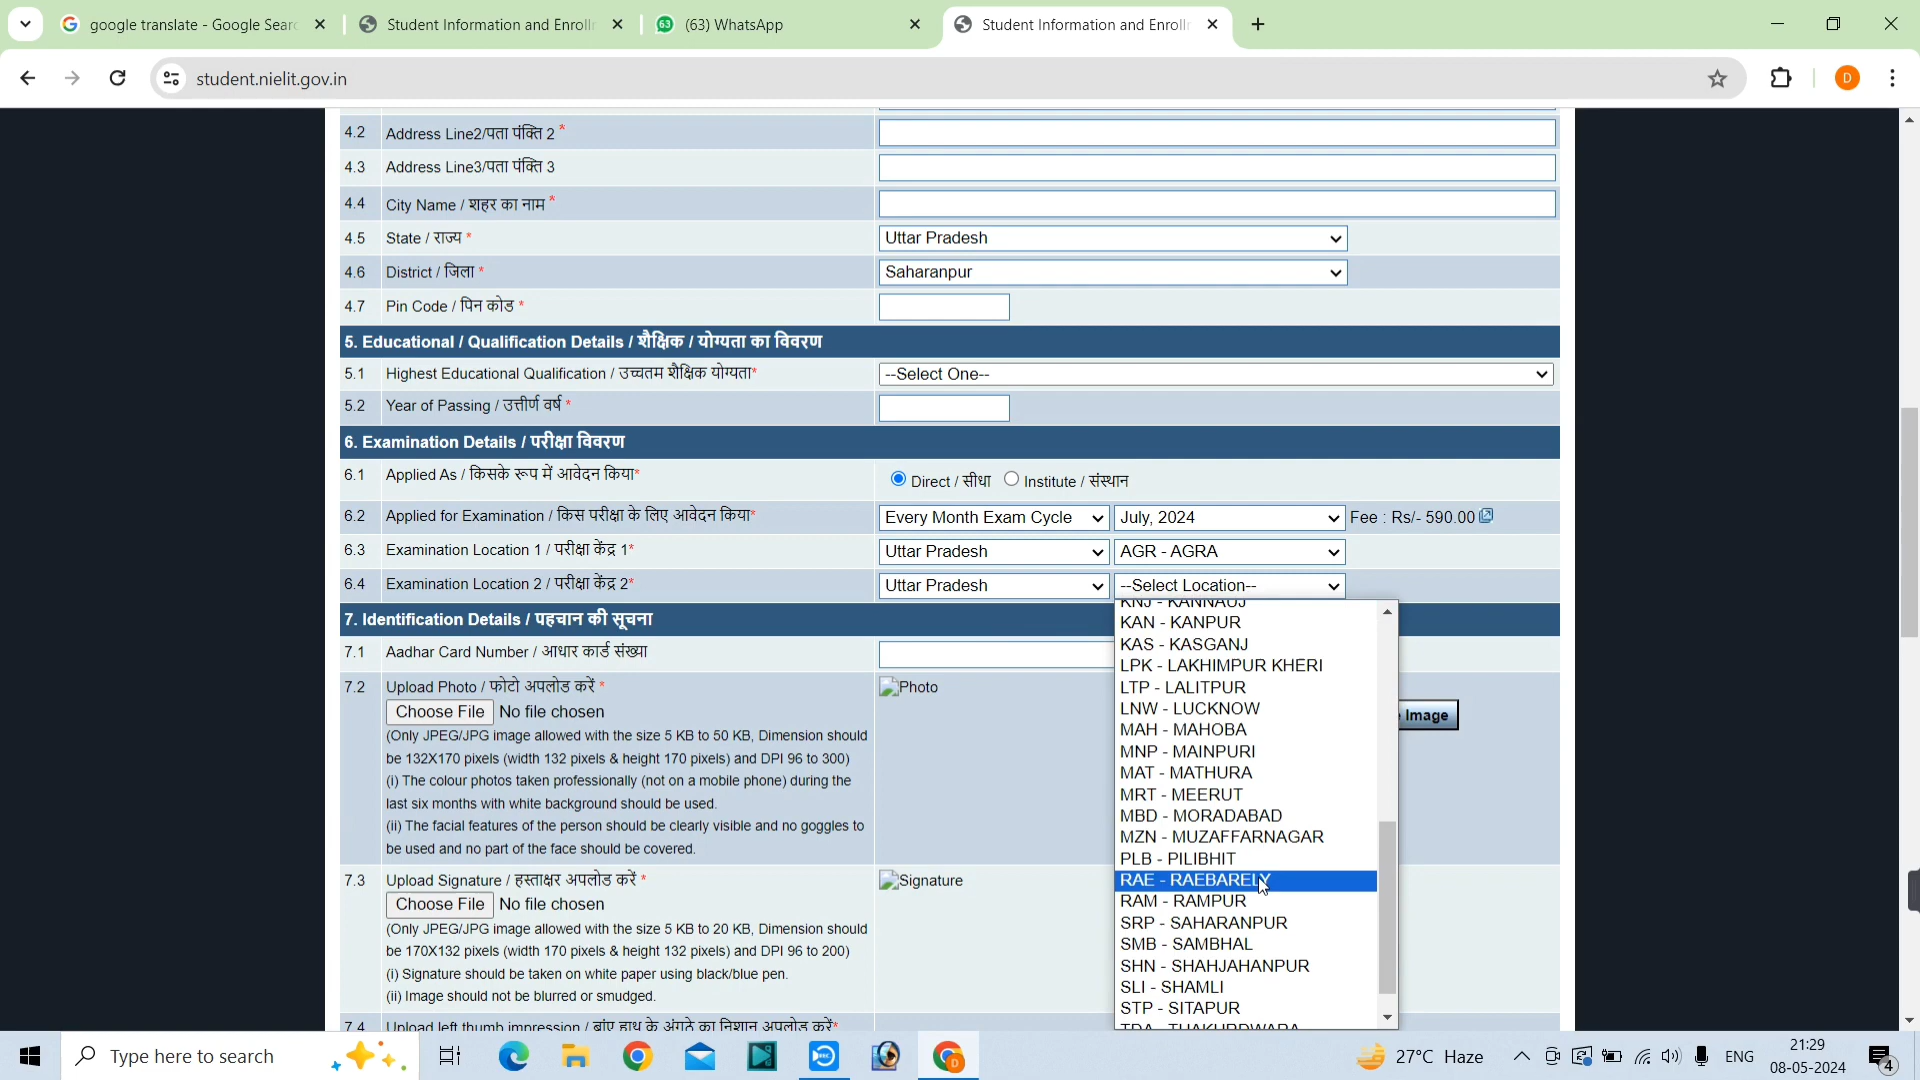 google translate - Google Searc
Student Information and Enrollr
63 (63) WhatsApp
Student Information and Enrollr
student.nielit.gov.in
D
4.2 Address Line2/पता पंक्ति 2 *
4.3 Address Line3/पता पंक्ति 3
4.4 City Name / शहर का नाम *
4.5 State / राज्य * Uttar Pradesh
4.6 District / जिला * Saharanpur
4.7 Pin Code / पिन कोड *
5. Educational / Qualification Details / शैक्षिक / योग्यता का विवरण
5.1 Highest Educational Qualification / उच्चतम शैक्षिक योग्यता* --Select One--
5.2 Year of Passing / उत्तीर्ण वर्ष *
6. Examination Details / परीक्षा विवरण
6.1 Applied As / किसके रूप में आवेदन किया* Direct / सीधा Institute / संस्थान
6.2 Applied for Examination / किस परीक्षा के लिए आवेदन किया* Every Month Exam Cycle July, 2024 Fee : Rs/- 590.00
6.3 Examination Location 1 / परीक्षा केंद्र 1* Uttar Pradesh AGR - AGRA
6.4 Examination Location 2 / परीक्षा केंद्र 2* Uttar Pradesh --Select Location--
7. Identification Details / पहचान की सूचना
7.1 Aadhar Card Number / आधार कार्ड संख्या
7.2 Upload Photo / फोटो अपलोड करें *
Choose File No file chosen
(Only JPEG/JPG image allowed with the size 5 KB to 50 KB, Dimension should
be 132X170 pixels (width 132 pixels & height 170 pixels) and DPI 96 to 300)
(i) The colour photos taken professionally (not on a mobile phone) during the
last six months with white background should be used.
(ii) The facial features of the person should be clearly visible and no goggles to
be used and no part of the face should be covered.
Photo
Image
7.3 Upload Signature / हस्ताक्षर अपलोड करें *
Choose File No file chosen
(Only JPEG/JPG image allowed with the size 5 KB to 20 KB, Dimension should
be 170X132 pixels (width 170 pixels & height 132 pixels) and DPI 96 to 200)
(i) Signature should be taken on white paper using black/blue pen.
(ii) Image should not be blurred or smudged.
Signature
7.4 Upload left thumb impression / बांए हाथ के अंगूठे का निशान अपलोड करें*
KNJ - KANNAUJ
KAN - KANPUR
KAS - KASGANJ
LPK - LAKHIMPUR KHERI
LTP - LALITPUR
LNW - LUCKNOW
MAH - MAHOBA
MNP - MAINPURI
MAT - MATHURA
MRT - MEERUT
MBD - MORADABAD
MZN - MUZAFFARNAGAR
PLB - PILIBHIT
RAE - RAEBARELY
RAM - RAMPUR
SRP - SAHARANPUR
SMB - SAMBHAL
SHN - SHAHJAHANPUR
SLI - SHAMLI
STP - SITAPUR
TDA - THAKURDWARA
Type here to search
27°C Haze
ENG
21:29
08-05-2024
4